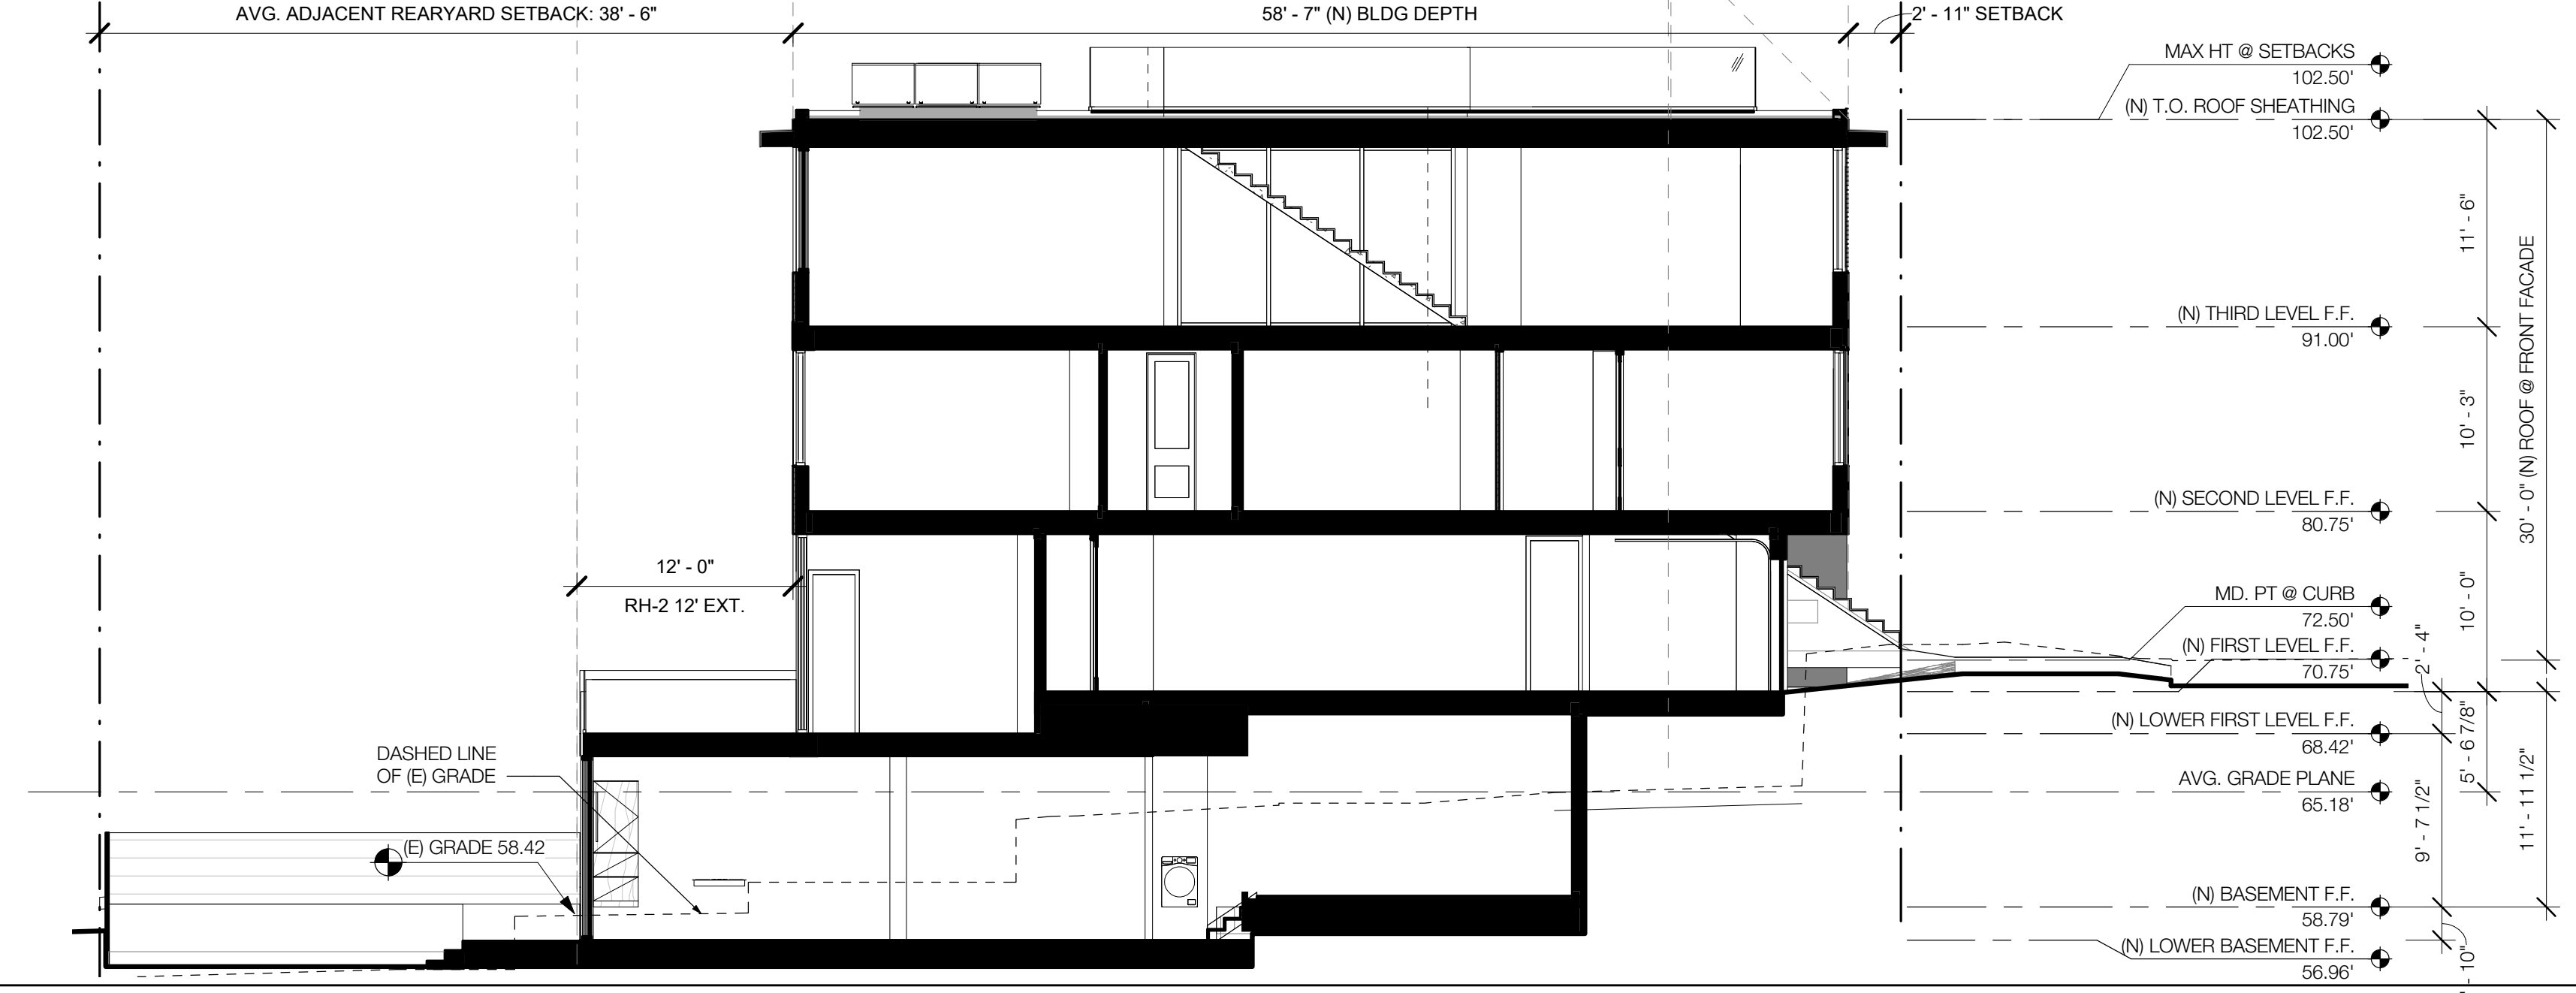 AVG. ADJACENT REARYARD SETBACK: 38' - 6"
58' - 7" (N) BLDG DEPTH
2' - 11" SETBACK
MAX HT @ SETBACKS
102.50'
(N) T.O. ROOF SHEATHING
102.50'
11' - 6"
30' - 0" (N) ROOF @ FRONT FACADE
(N) THIRD LEVEL F.F.
91.00'
10' - 3"
(N) SECOND LEVEL F.F.
80.75'
12' - 0"
RH-2 12' EXT.
10' - 0"
MD. PT @ CURB
72.50'
(N) FIRST LEVEL F.F.
70.75'
2' - 4"
(N) LOWER FIRST LEVEL F.F.
68.42'
5' - 6 7/8"
DASHED LINE
OF (E) GRADE
AVG. GRADE PLANE
65.18'
9' - 7 1/2"
11' - 11 1/2"
(E) GRADE 58.42
(N) BASEMENT F.F.
58.79'
(N) LOWER BASEMENT F.F.
56.96'
10"